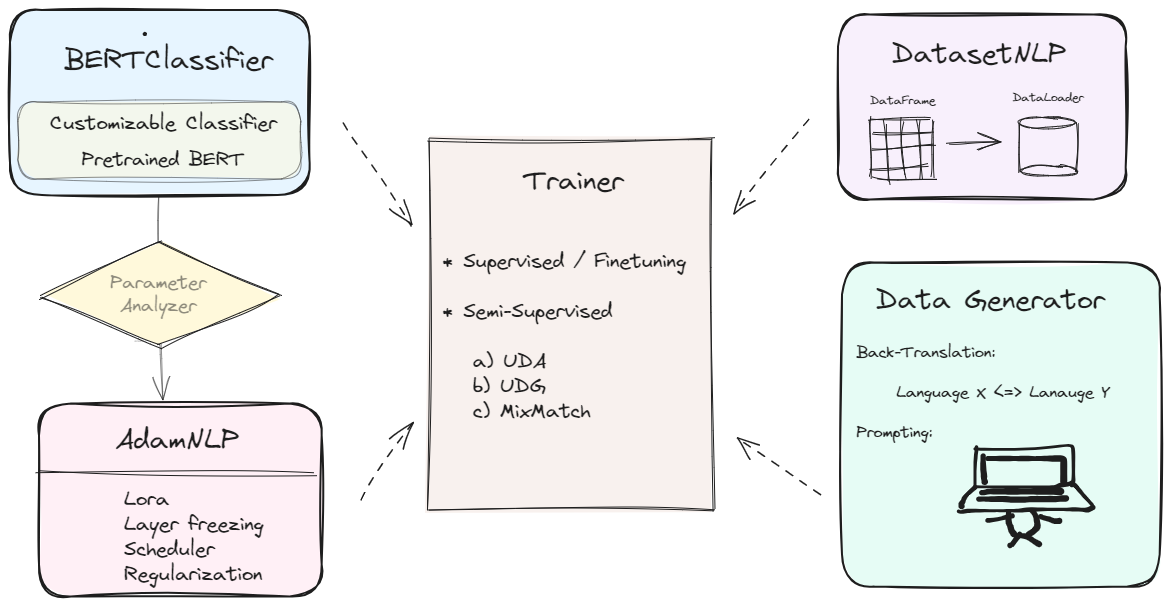 BERTClassifier
Customizable Classifier
Pretrained BERT
Parameter
Analyzer
AdamNLP
Lora
Layer freezing
Scheduler
Regularization
Trainer
* Supervised / Finetuning
* Semi-Supervised
a) UDA
b) UDG
c) MixMatch
DatasetNLP
DataFrame
DataLoader
Data Generator
Back-Translation:
Language X <=> Lanauge Y
Prompting: